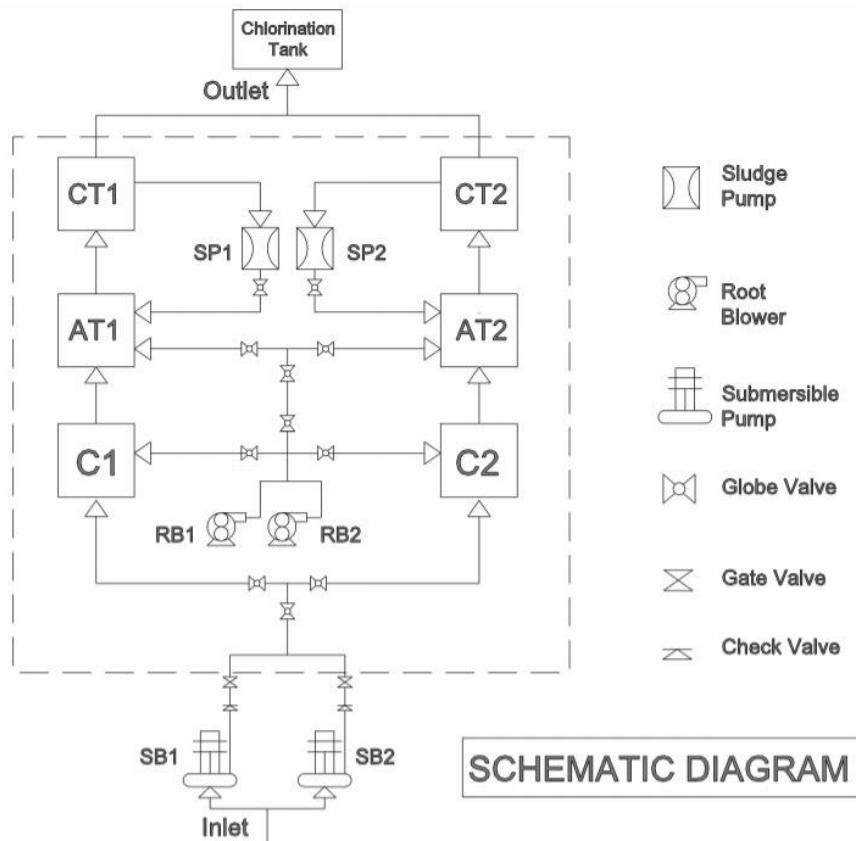 Chlorination
Tank
Outlet
CT1
CT2
SP1
SP2
AT1
AT2
C1
C2
RB1
RB2
SB1
SB2
Inlet
Sludge
Pump
Root
Blower
Submersible
Pump
Globe Valve
Gate Valve
Check Valve
SCHEMATIC DIAGRAM